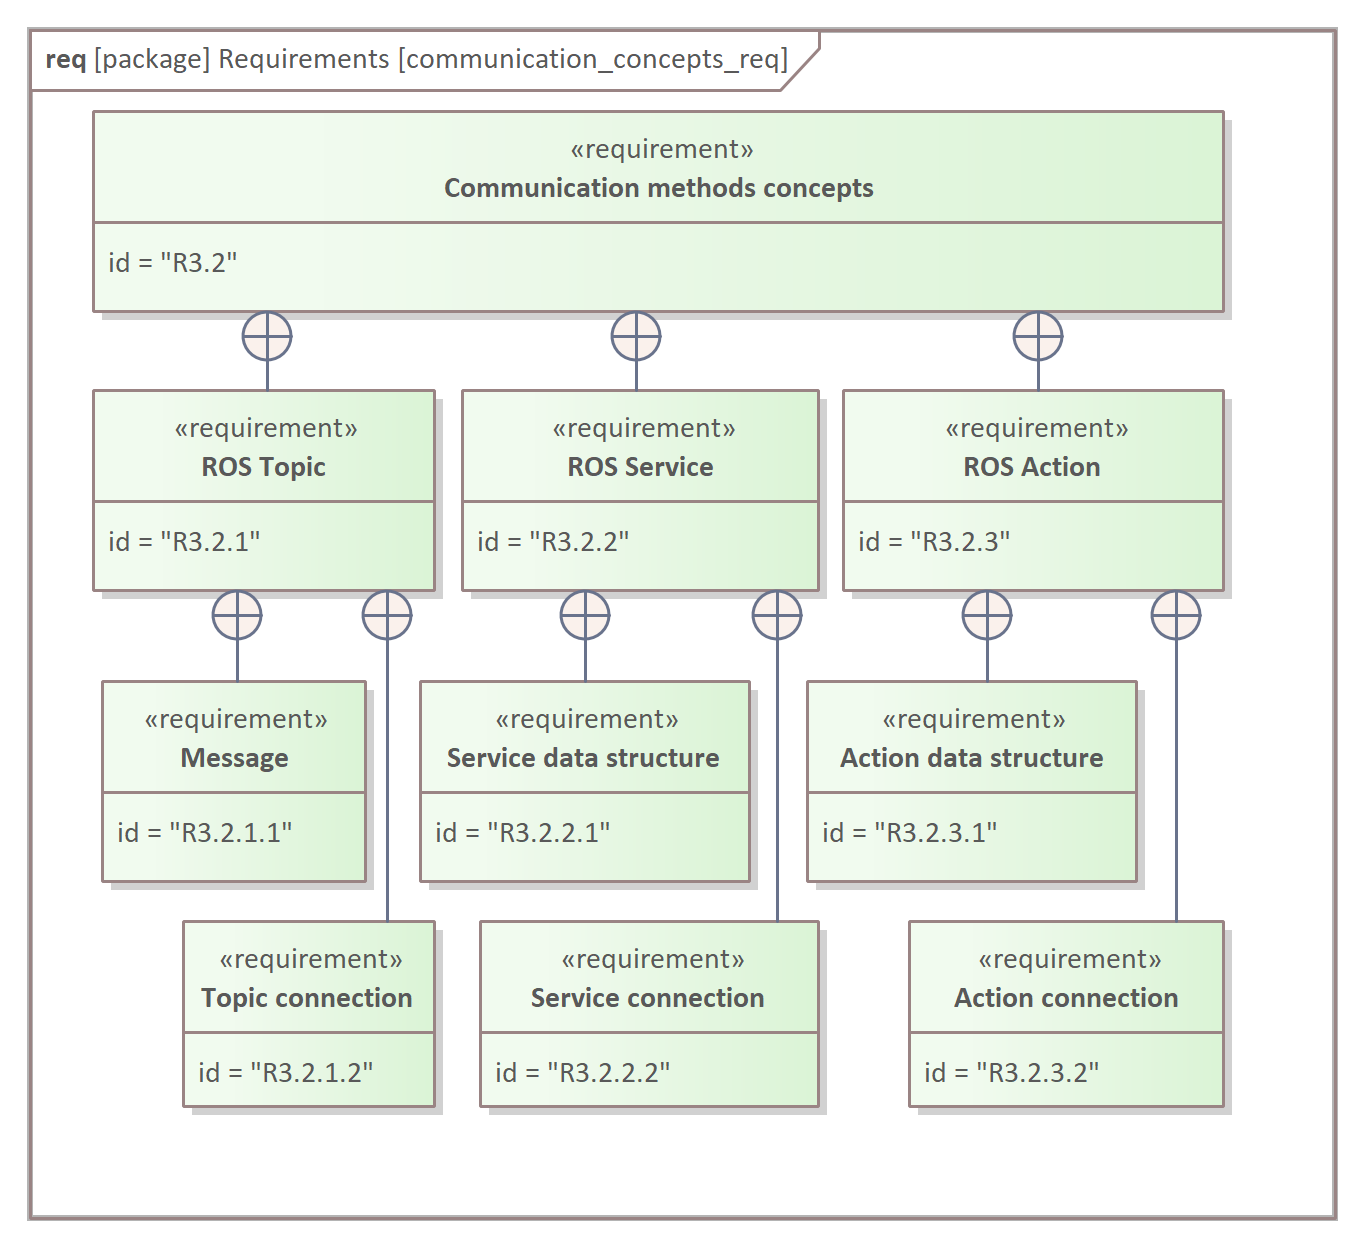 req [package] Requirements [communication_concepts_req]
«requirement»
Communication methods concepts
id = "R3.2"
«requirement»
ROS Topic
id = "R3.2.1"
«requirement»
ROS Service
id = "R3.2.2"
«requirement»
ROS Action
id = "R3.2.3"
«requirement»
Message
id = "R3.2.1.1"
«requirement»
Service data structure
id = "R3.2.2.1"
«requirement»
Action data structure
id = "R3.2.3.1"
«requirement»
Topic connection
id = "R3.2.1.2"
«requirement»
Service connection
id = "R3.2.2.2"
«requirement»
Action connection
id = "R3.2.3.2"